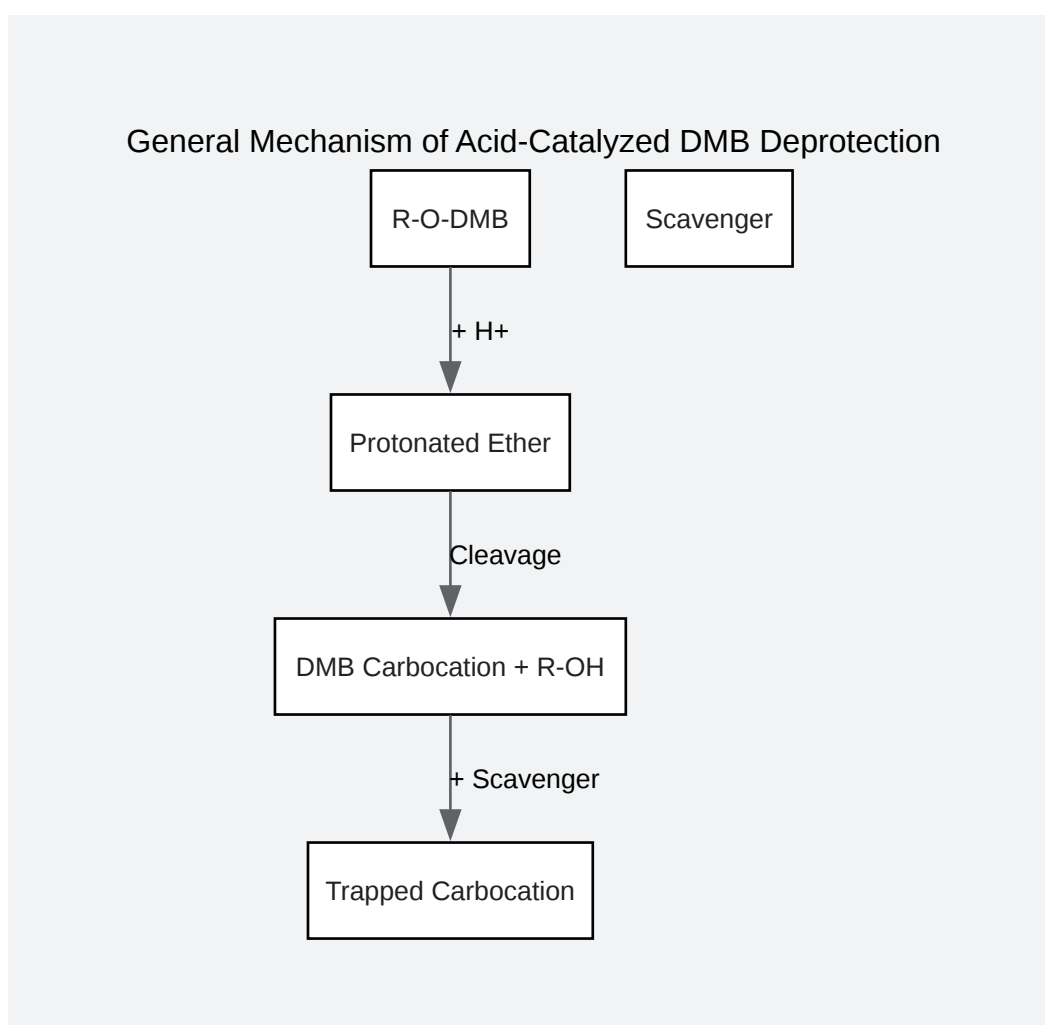 General Mechanism of Acid-Catalyzed DMB Deprotection
R-O-DMB
Scavenger
+ H+
Protonated Ether
Cleavage
DMB Carbocation + R-OH
+ Scavenger
Trapped Carbocation